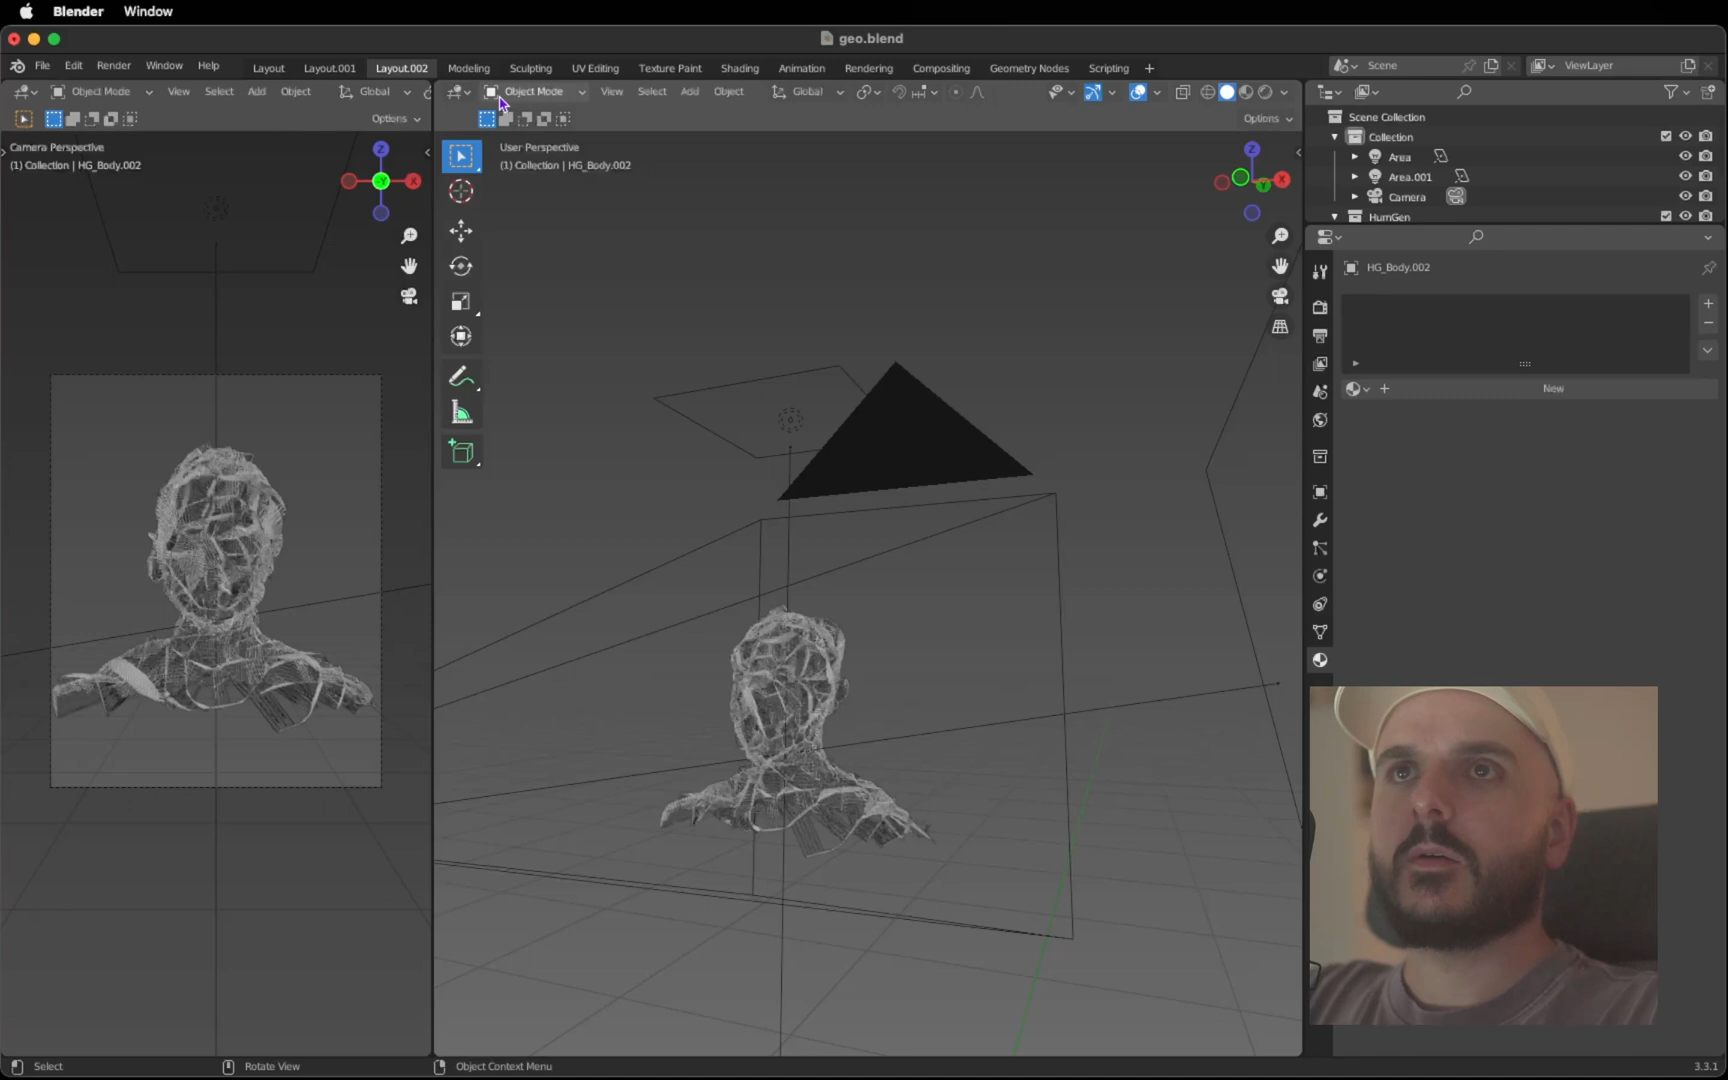 Blender Window
geo.blend
File Edit Render Window Help Layout Layout.001 Layout.002 Modeling Sculpting UV Editing Texture Paint Shading Animation Rendering Compositing Geometry Nodes Scripting + Scene ViewLayer
Object Mode View Select Add Object Global Object Mode View Select Add Object Global
Options Options
Camera Perspective
(1) Collection | HG_Body.002
Z
Y
X
User Perspective
(1) Collection | HG_Body.002
Z
X
Y
Scene Collection
Collection
Area
Area.001
Camera
HumGen
HG_Body.002
New
Select Rotate View Object Context Menu 3.3.1